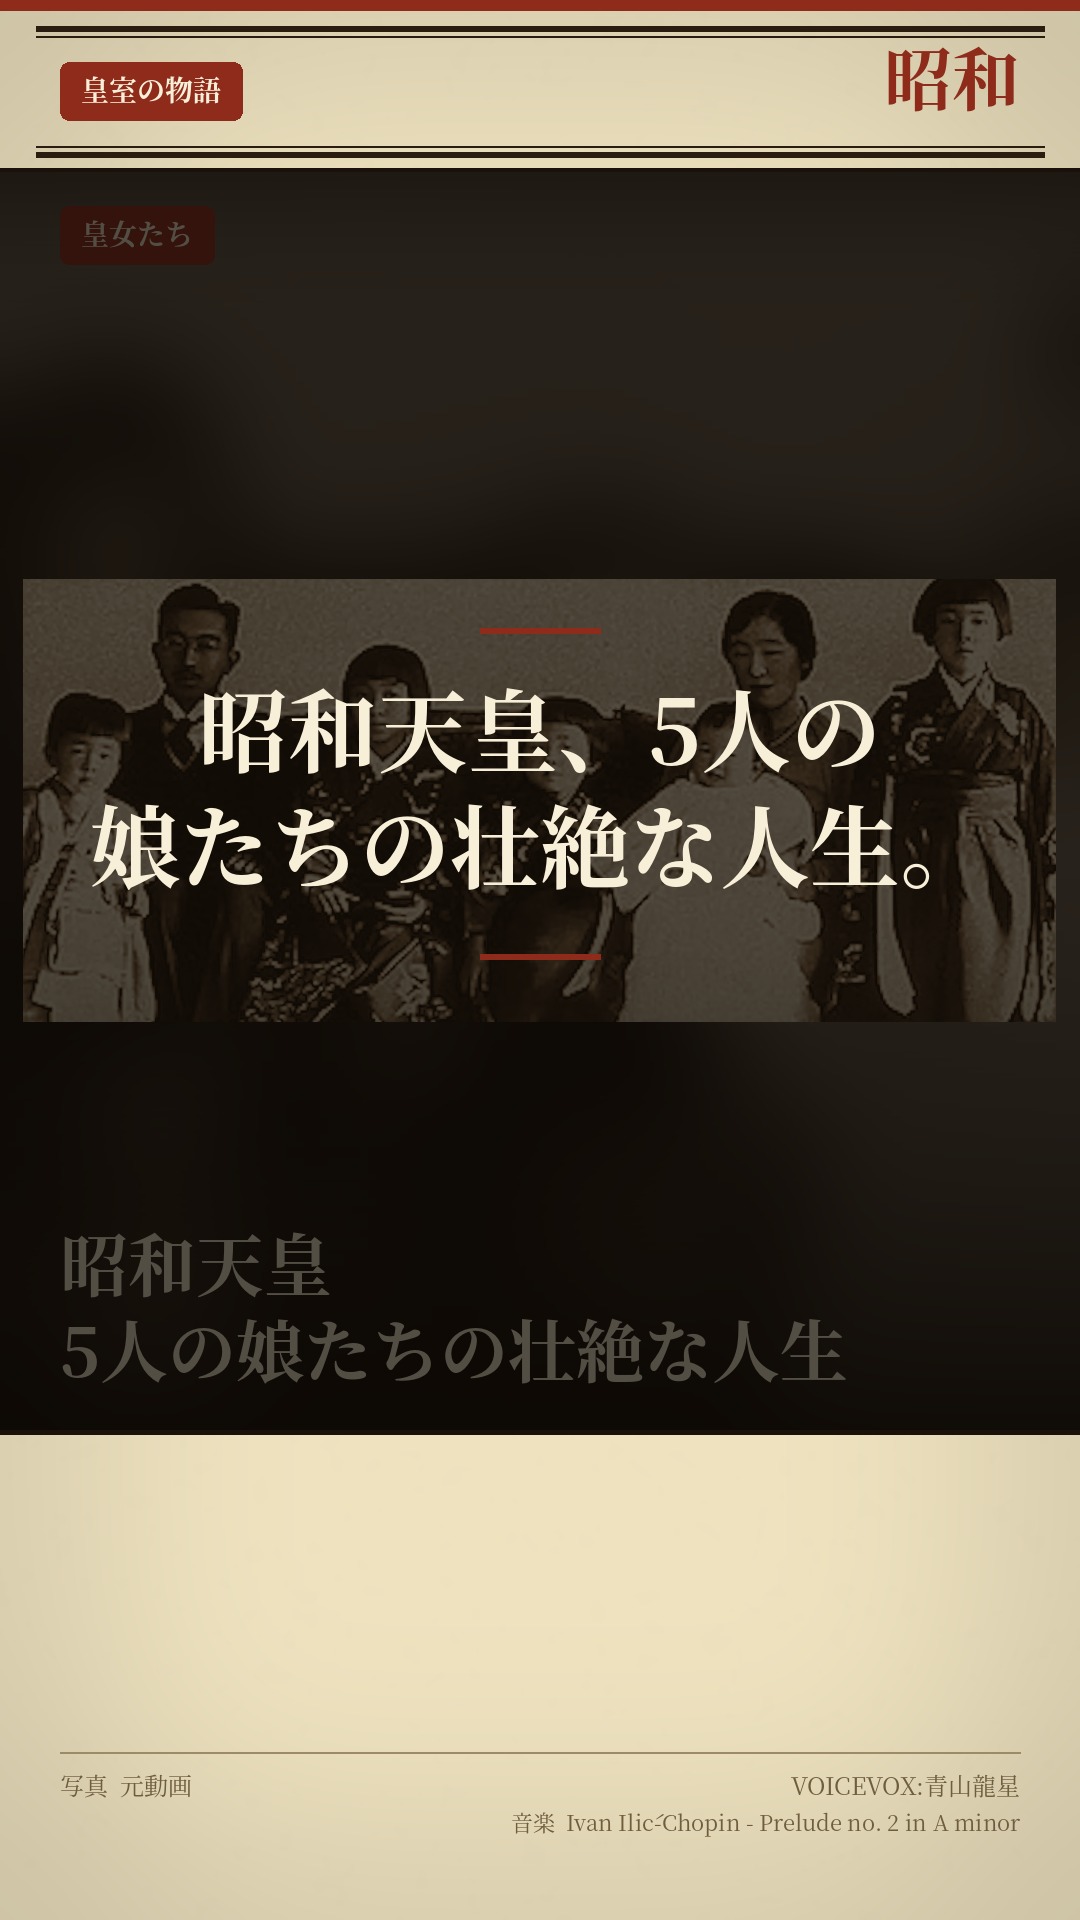 皇室の物語
昭和
皇女たち
昭和天皇、5人の
娘たちの壮絶な人生。
昭和天皇
5人の娘たちの壮絶な人生
写真 元動画
VOICEVOX:青山龍星
音楽 Ivan Ilić-Chopin - Prelude no. 2 in A minor